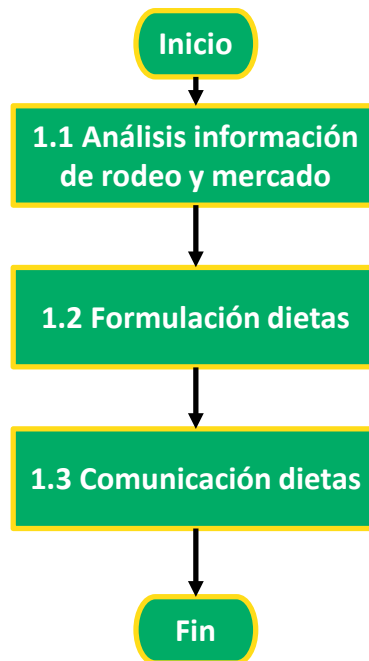 Inicio
1.1 Análisis información
de rodeo y mercado
1.2 Formulación dietas
1.3 Comunicación dietas
Fin